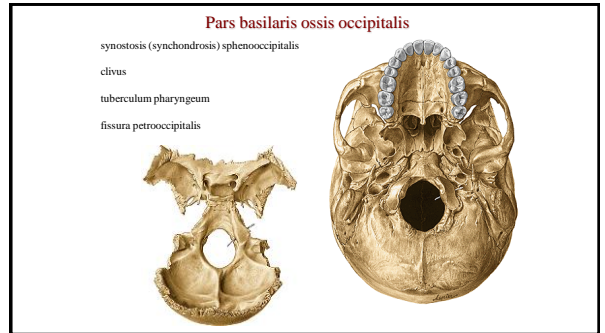 Pars basilaris ossis occipitalis
synostosis (synchondrosis) sphenooccipitalis
clivus
tuberculum pharyngeum
fissura petrooccipitalis